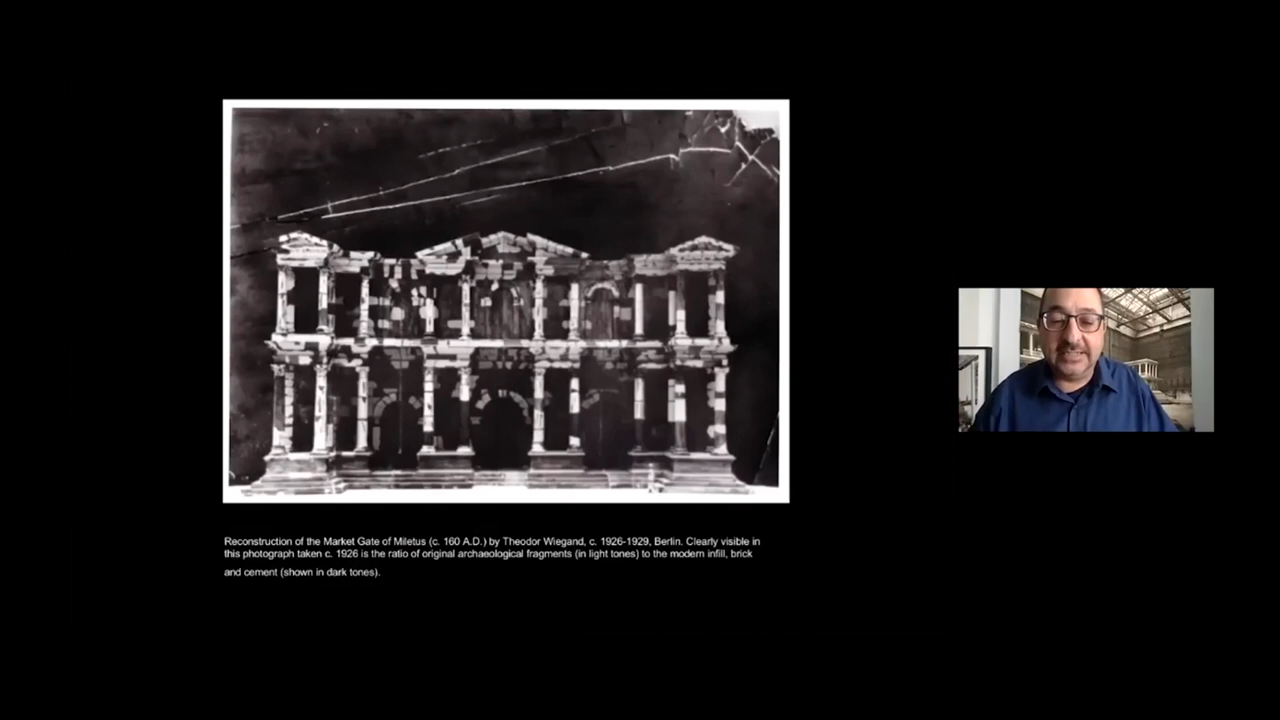 Reconstruction of the Market Gate of Miletus (c. 160 A.D.) by Theodor Wiegand, c. 1926-1929, Berlin. Clearly visible in
this photograph taken c. 1926 is the ratio of original archaeological fragments (in light tones) to the modern infill, brick
and cement (shown in dark tones).